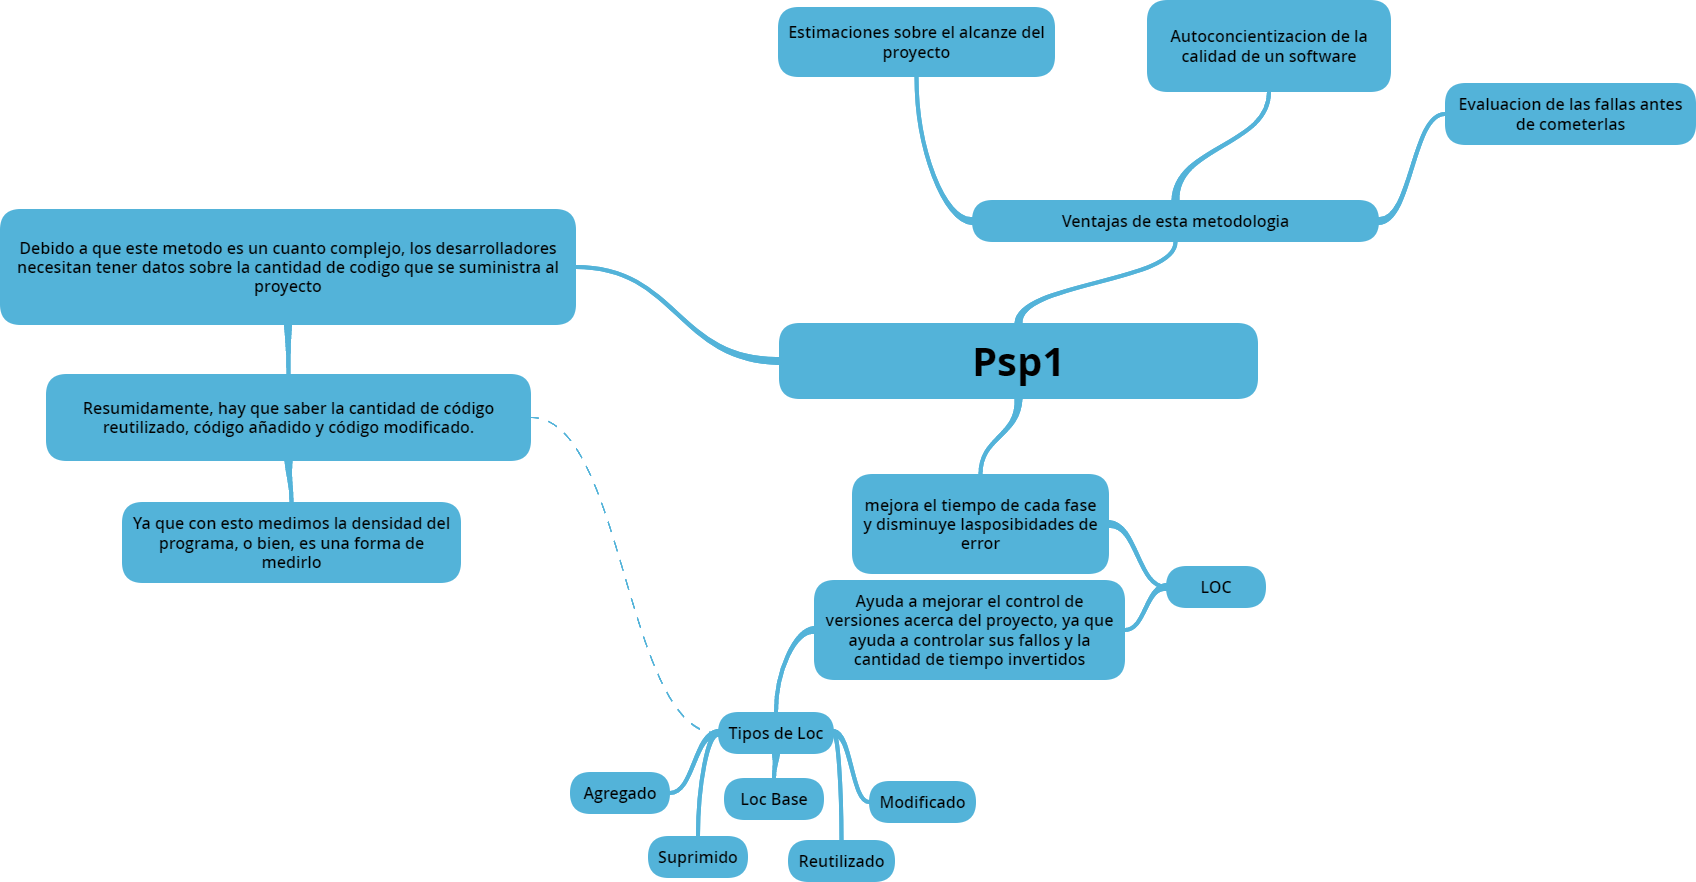 Estimaciones sobre el alcanze del
proyecto
Autoconcientizacion de la
calidad de un software
Evaluacion de las fallas antes
de cometerlas
Ventajas de esta metodologia
Debido a que este metodo es un cuanto complejo, los desarrolladores
necesitan tener datos sobre la cantidad de codigo que se suministra al
proyecto
Psp1
Resumidamente, hay que saber la cantidad de código
reutilizado, código añadido y código modificado.
Ya que con esto medimos la densidad del
programa, o bien, es una forma de
medirlo
mejora el tiempo de cada fase
y disminuye lasposibidades de
error
LOC
Ayuda a mejorar el control de
versiones acerca del proyecto, ya que
ayuda a controlar sus fallos y la
cantidad de tiempo invertidos
Tipos de Loc
Agregado
Loc Base
Modificado
Suprimido
Reutilizado